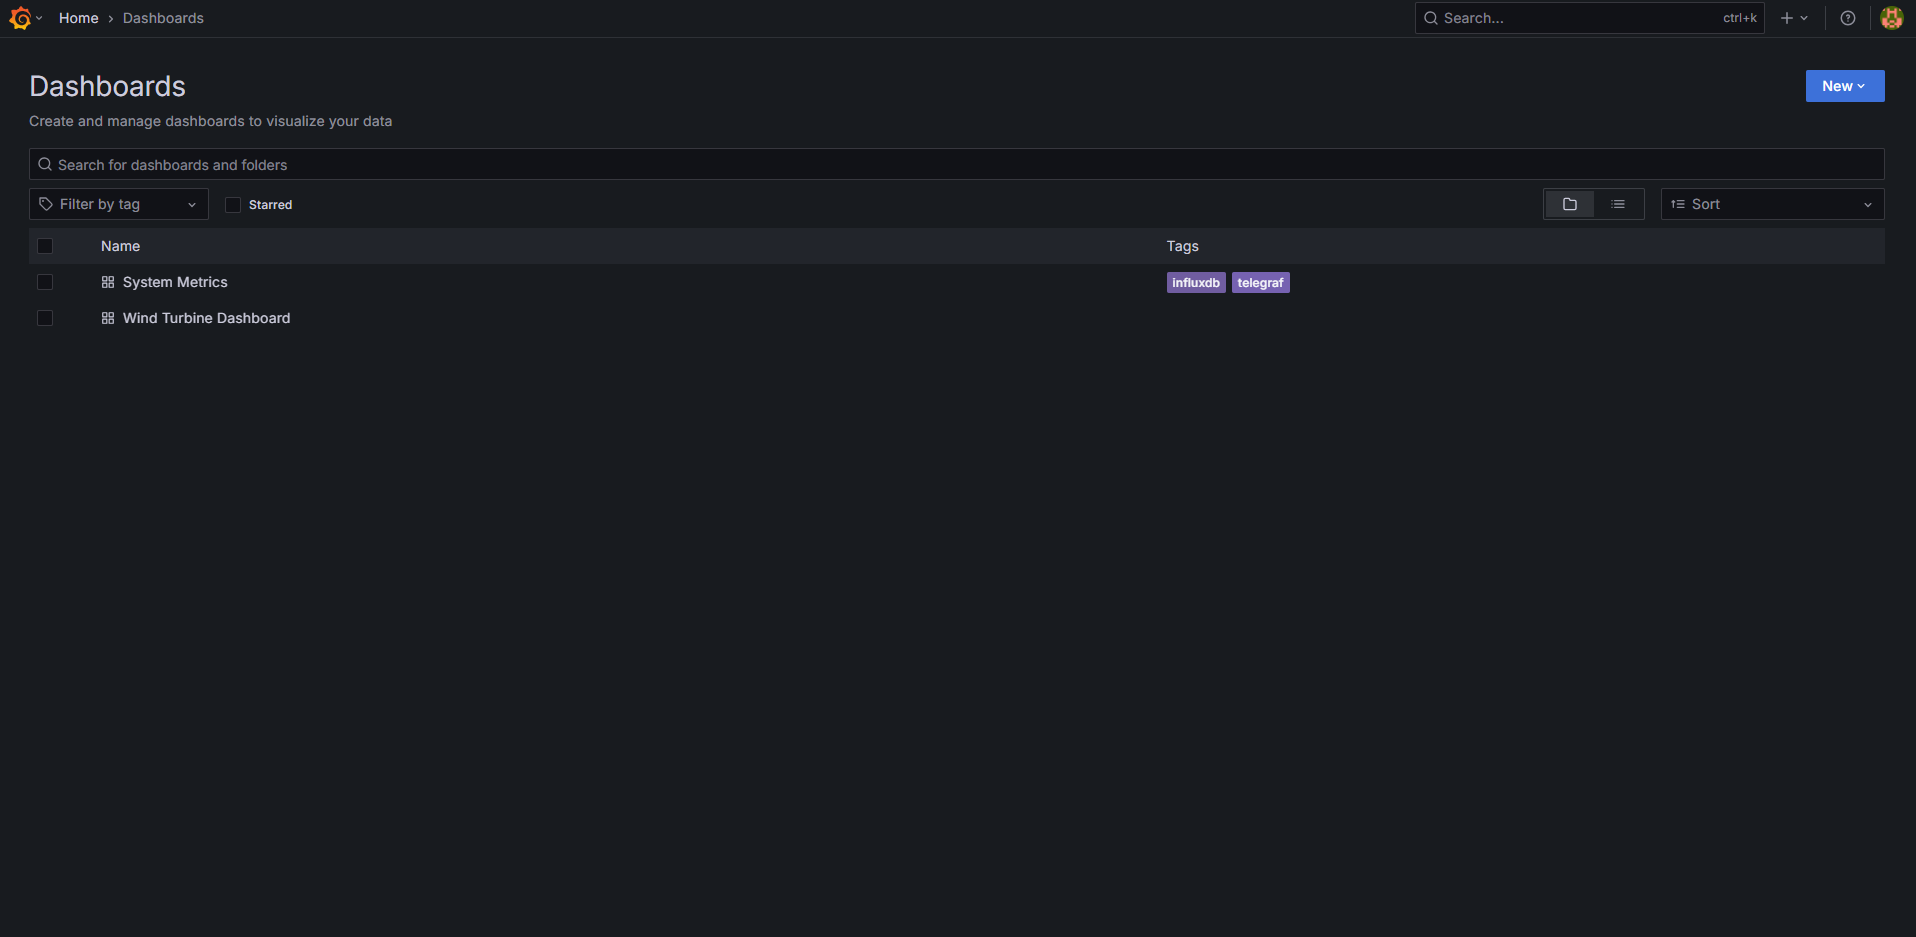 Home › Dashboards
Search... ctrl+k
Dashboards
New
Create and manage dashboards to visualize your data
Search for dashboards and folders
Filter by tag
Starred
Sort
Name Tags
System Metrics influxdb telegraf
Wind Turbine Dashboard